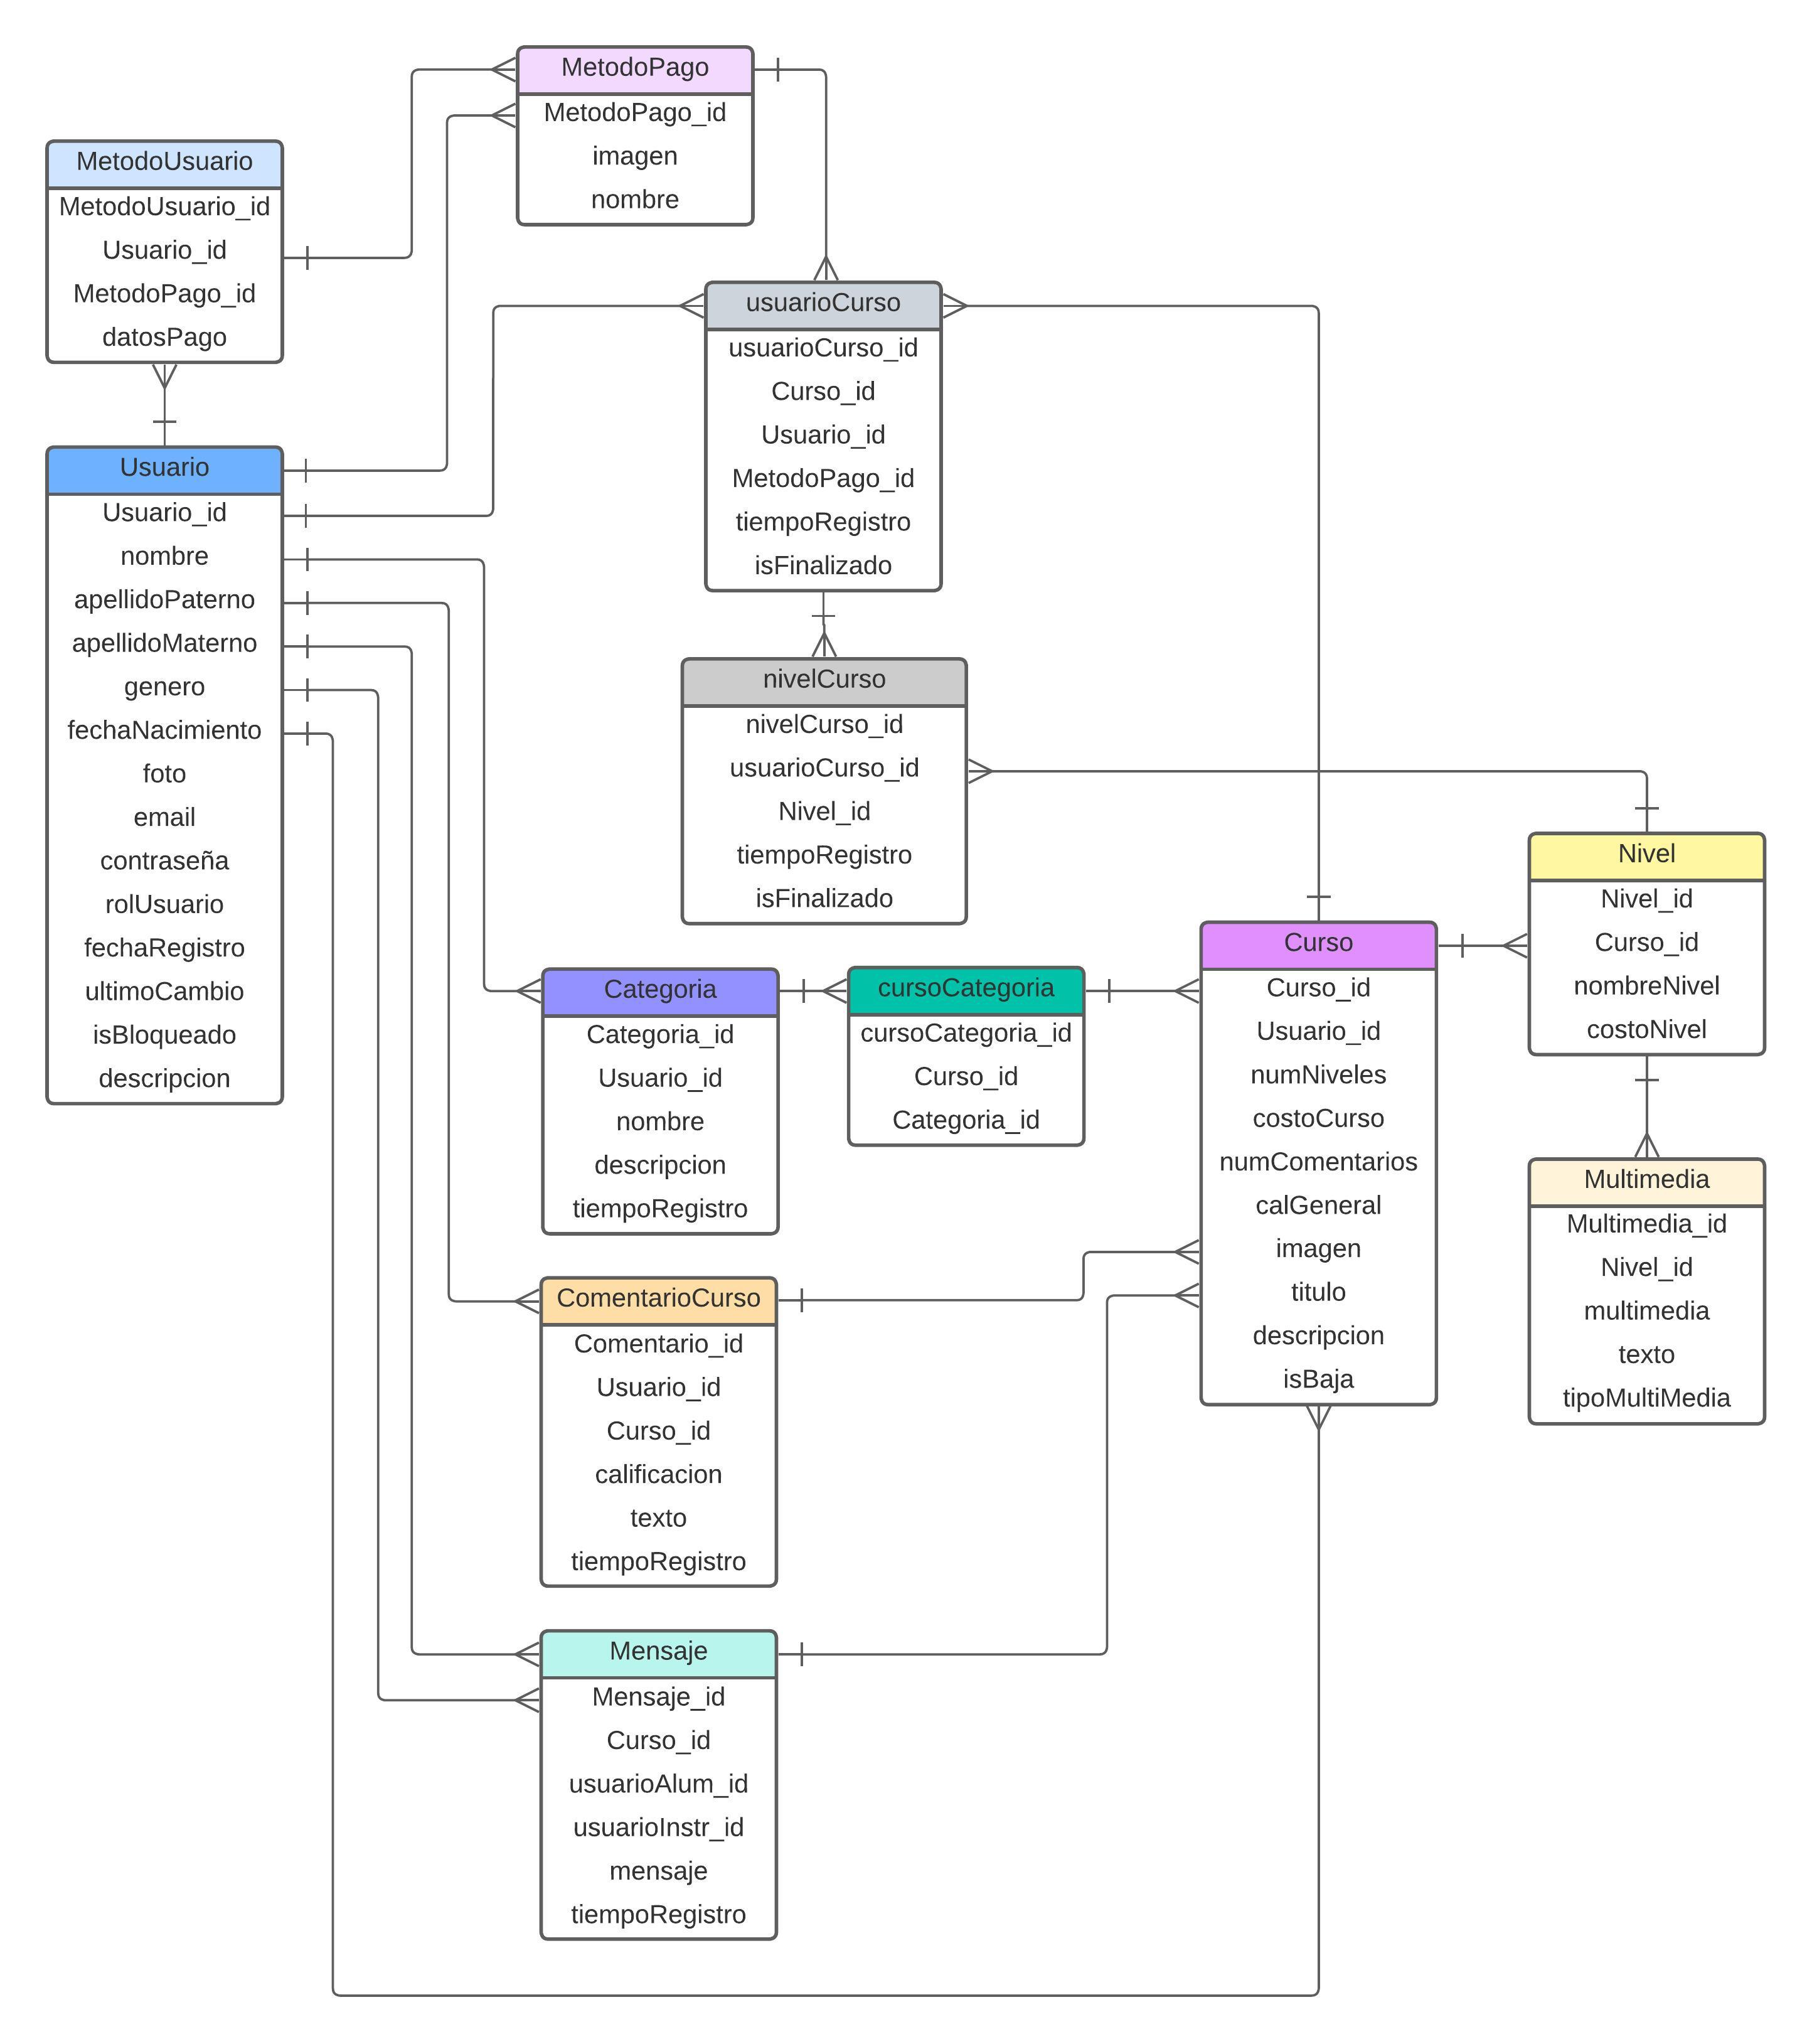 MetodoPago
MetodoPago_id
imagen
nombre
MetodoUsuario
MetodoUsuario_id
Usuario_id
MetodoPago_id
datosPago
usuarioCurso
usuarioCurso_id
Curso_id
Usuario_id
MetodoPago_id
tiempoRegistro
isFinalizado
Usuario
Usuario_id
nombre
apellidoPaterno
apellidoMaterno
genero
fechaNacimiento
foto
email
contraseña
rolUsuario
fechaRegistro
ultimoCambio
isBloqueado
descripcion
nivelCurso
nivelCurso_id
usuarioCurso_id
Nivel_id
tiempoRegistro
isFinalizado
Nivel
Nivel_id
Curso_id
nombreNivel
costoNivel
Categoria
Categoria_id
Usuario_id
nombre
descripcion
tiempoRegistro
cursoCategoria
cursoCategoria_id
Curso_id
Categoria_id
Curso
Curso_id
Usuario_id
numNiveles
costoCurso
numComentarios
calGeneral
imagen
titulo
descripcion
isBaja
Multimedia
Multimedia_id
Nivel_id
multimedia
texto
tipoMultiMedia
ComentarioCurso
Comentario_id
Usuario_id
Curso_id
calificacion
texto
tiempoRegistro
Mensaje
Mensaje_id
Curso_id
usuarioAlum_id
usuarioInstr_id
mensaje
tiempoRegistro